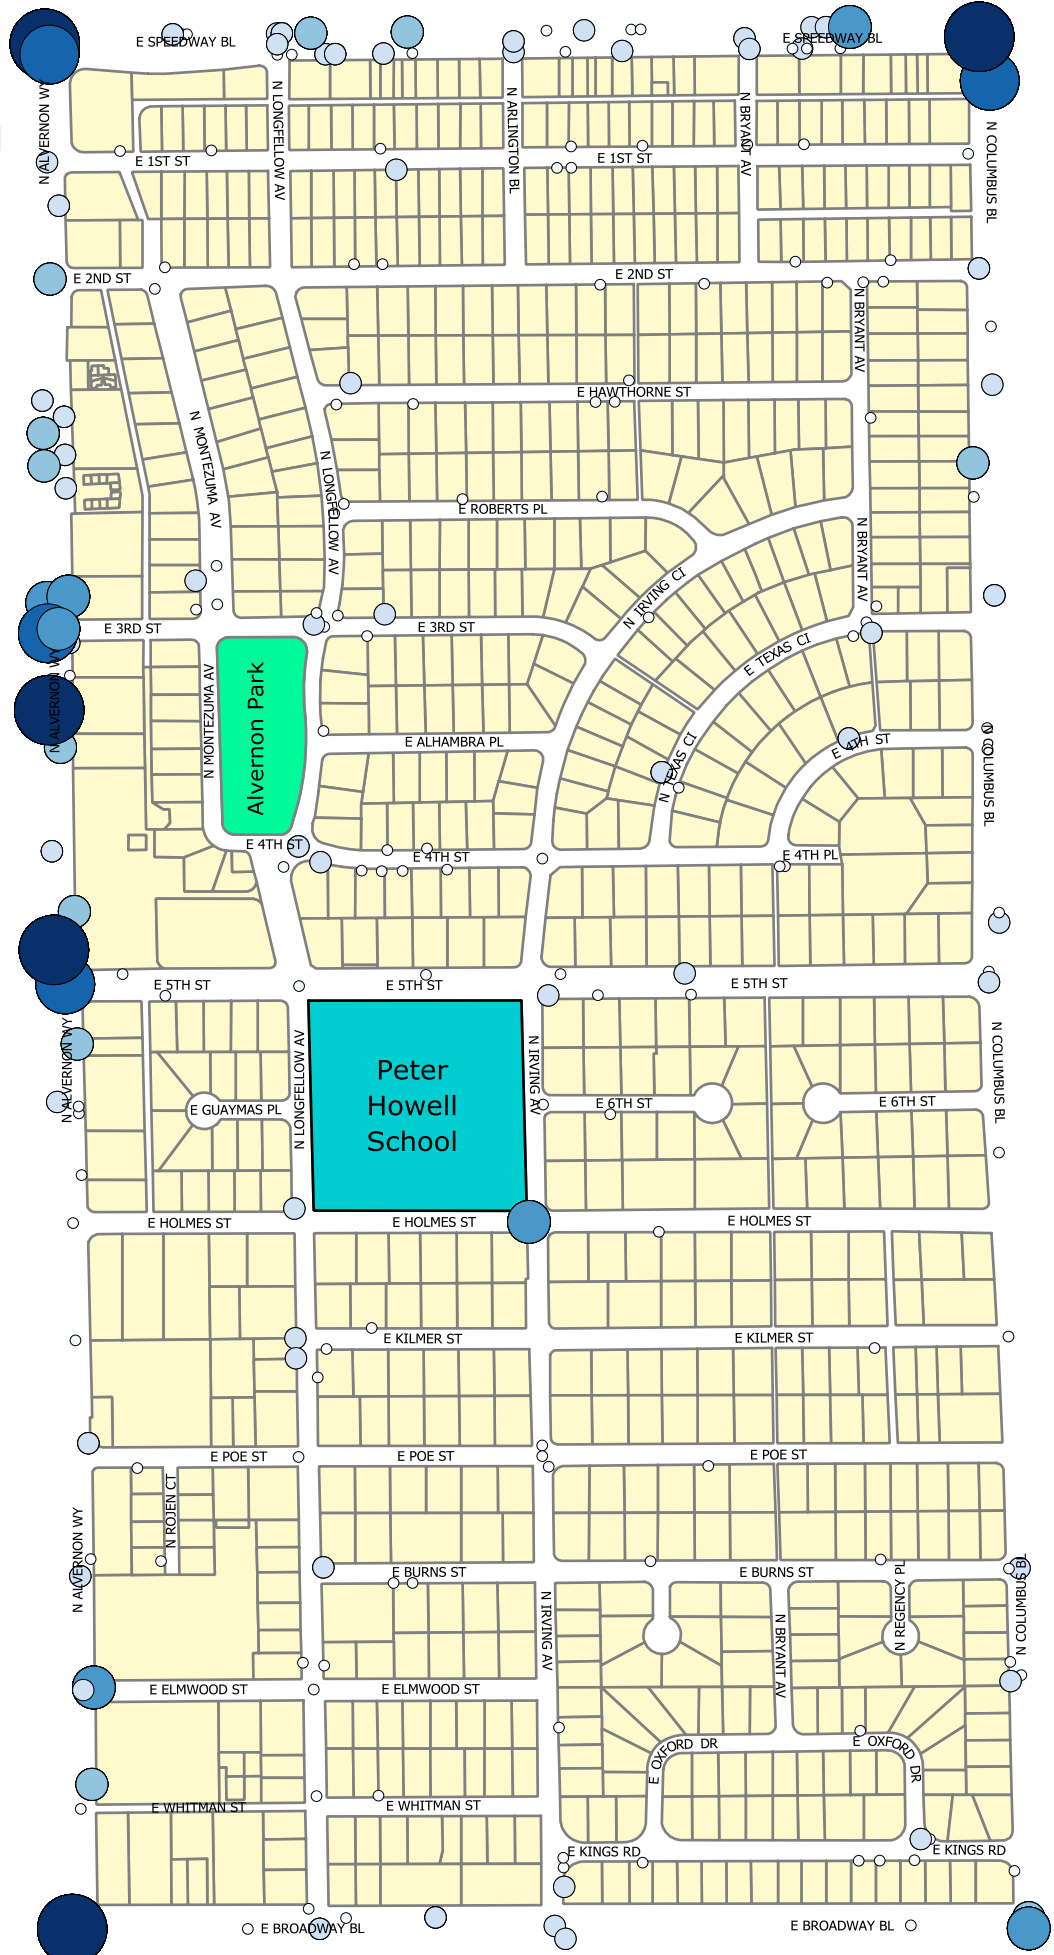 E SPEEDWAY BL
E SPEEDWAY BL
N ALVERNON WY
N LONGFELLOW AV
N ARLINGTON BL
N BRYANT AV
N COLUMBUS BL
E 1ST ST
E 1ST ST
E 2ND ST
E 2ND ST
N BRYANT AV
E HAWTHORNE ST
N MONTEZUMA AV
N LONGFELLOW AV
E ROBERTS PL
N BRYANT AV
N IRVING CI
E 3RD ST
E 3RD ST
E TEXAS CI
N ALVERNON WY
N MONTEZUMA AV
Alvernon Park
E ALHAMBRA PL
N TEXAS CI
E 4TH ST
N COLUMBUS BL
E 4TH ST
E 4TH ST
E 4TH PL
E 5TH ST
E 5TH ST
E 5TH ST
N ALVERNON WY
N LONGFELLOW AV
Peter
Howell
School
N IRVING AV
N COLUMBUS BL
E GUAYMAS PL
E 6TH ST
E 6TH ST
E HOLMES ST
E HOLMES ST
E HOLMES ST
E KILMER ST
E KILMER ST
E POE ST
E POE ST
E POE ST
N ROJEN CT
N ALVERNON WY
E BURNS ST
E BURNS ST
N IRVING AV
N BRYANT AV
N REGENCY PL
N COLUMBUS BL
E ELMWOOD ST
E ELMWOOD ST
E OXFORD DR
E OXFORD DR
E WHITMAN ST
E WHITMAN ST
E KINGS RD
E KINGS RD
E BROADWAY BL
E BROADWAY BL